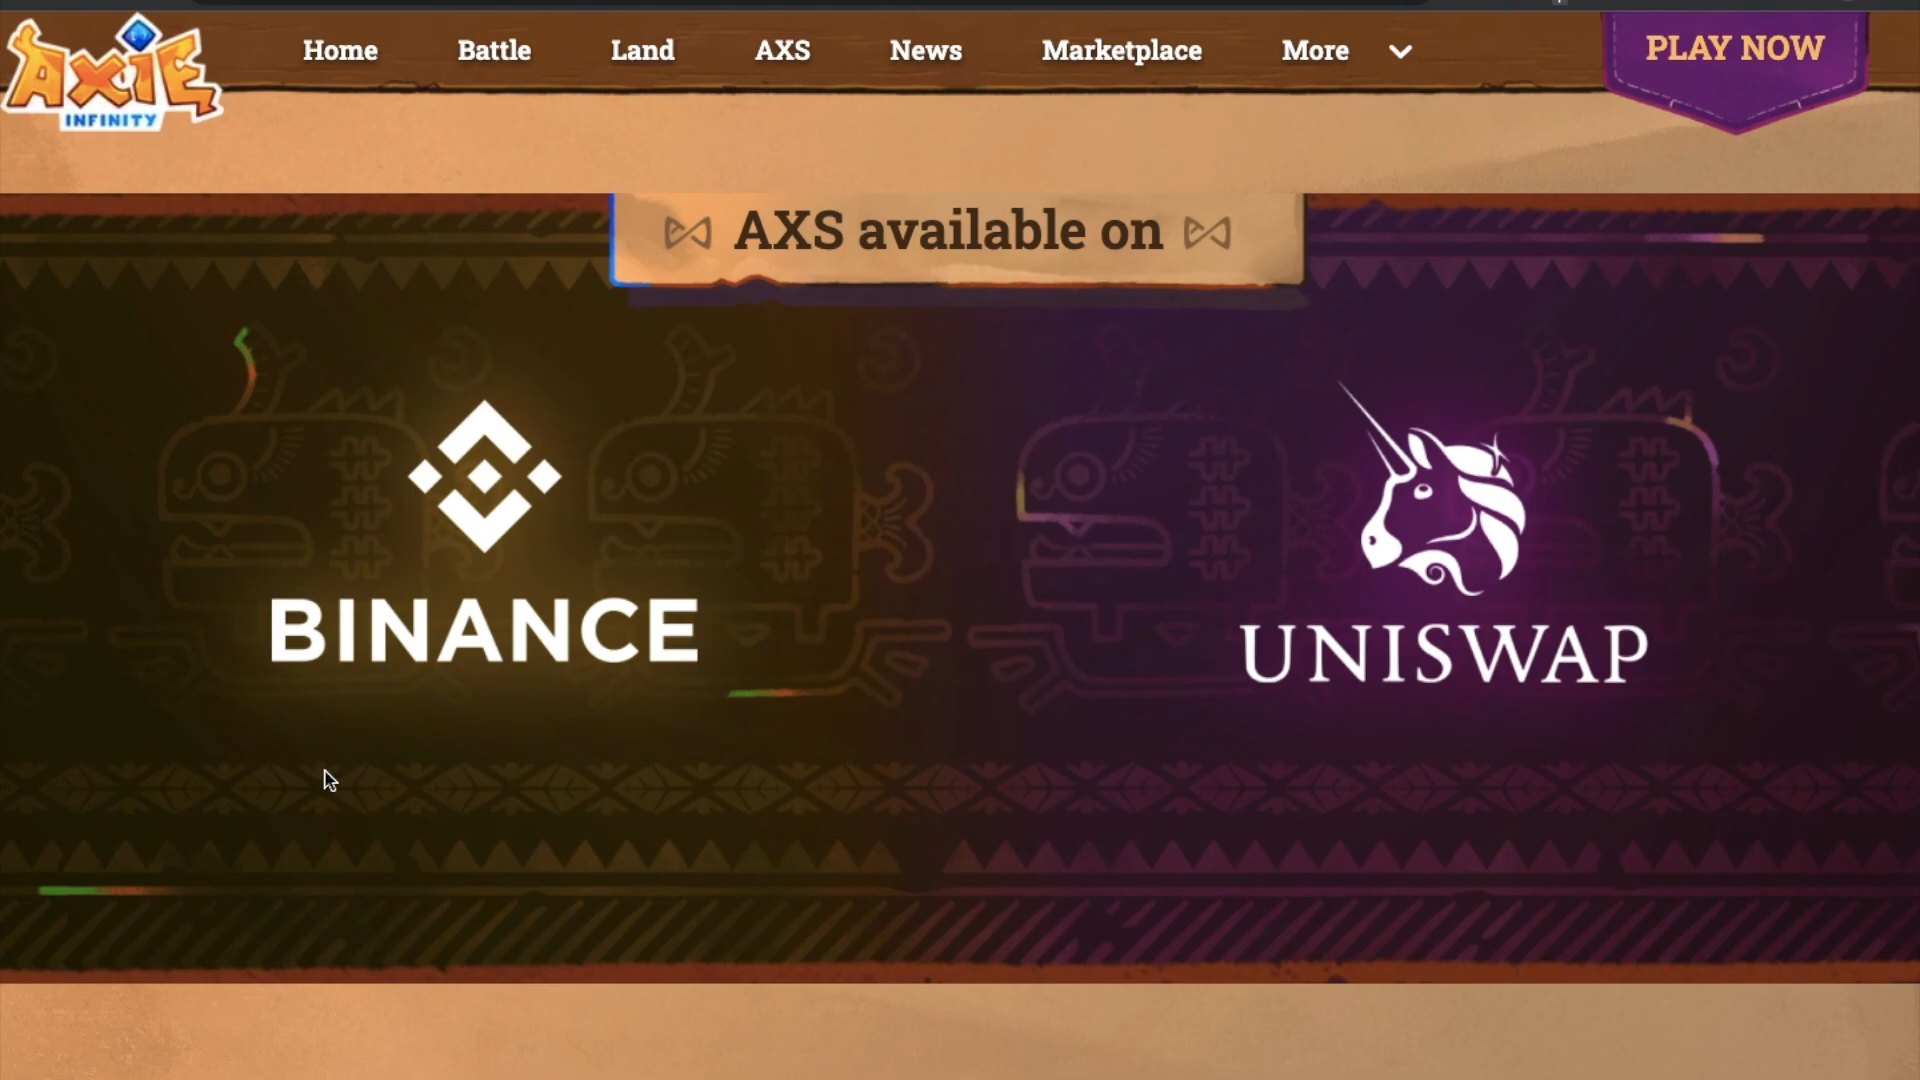 AXIE
INFINITY
Home Battle Land AXS News Marketplace More
PLAY NOW
AXS available on
BINANCE
UNISWAP